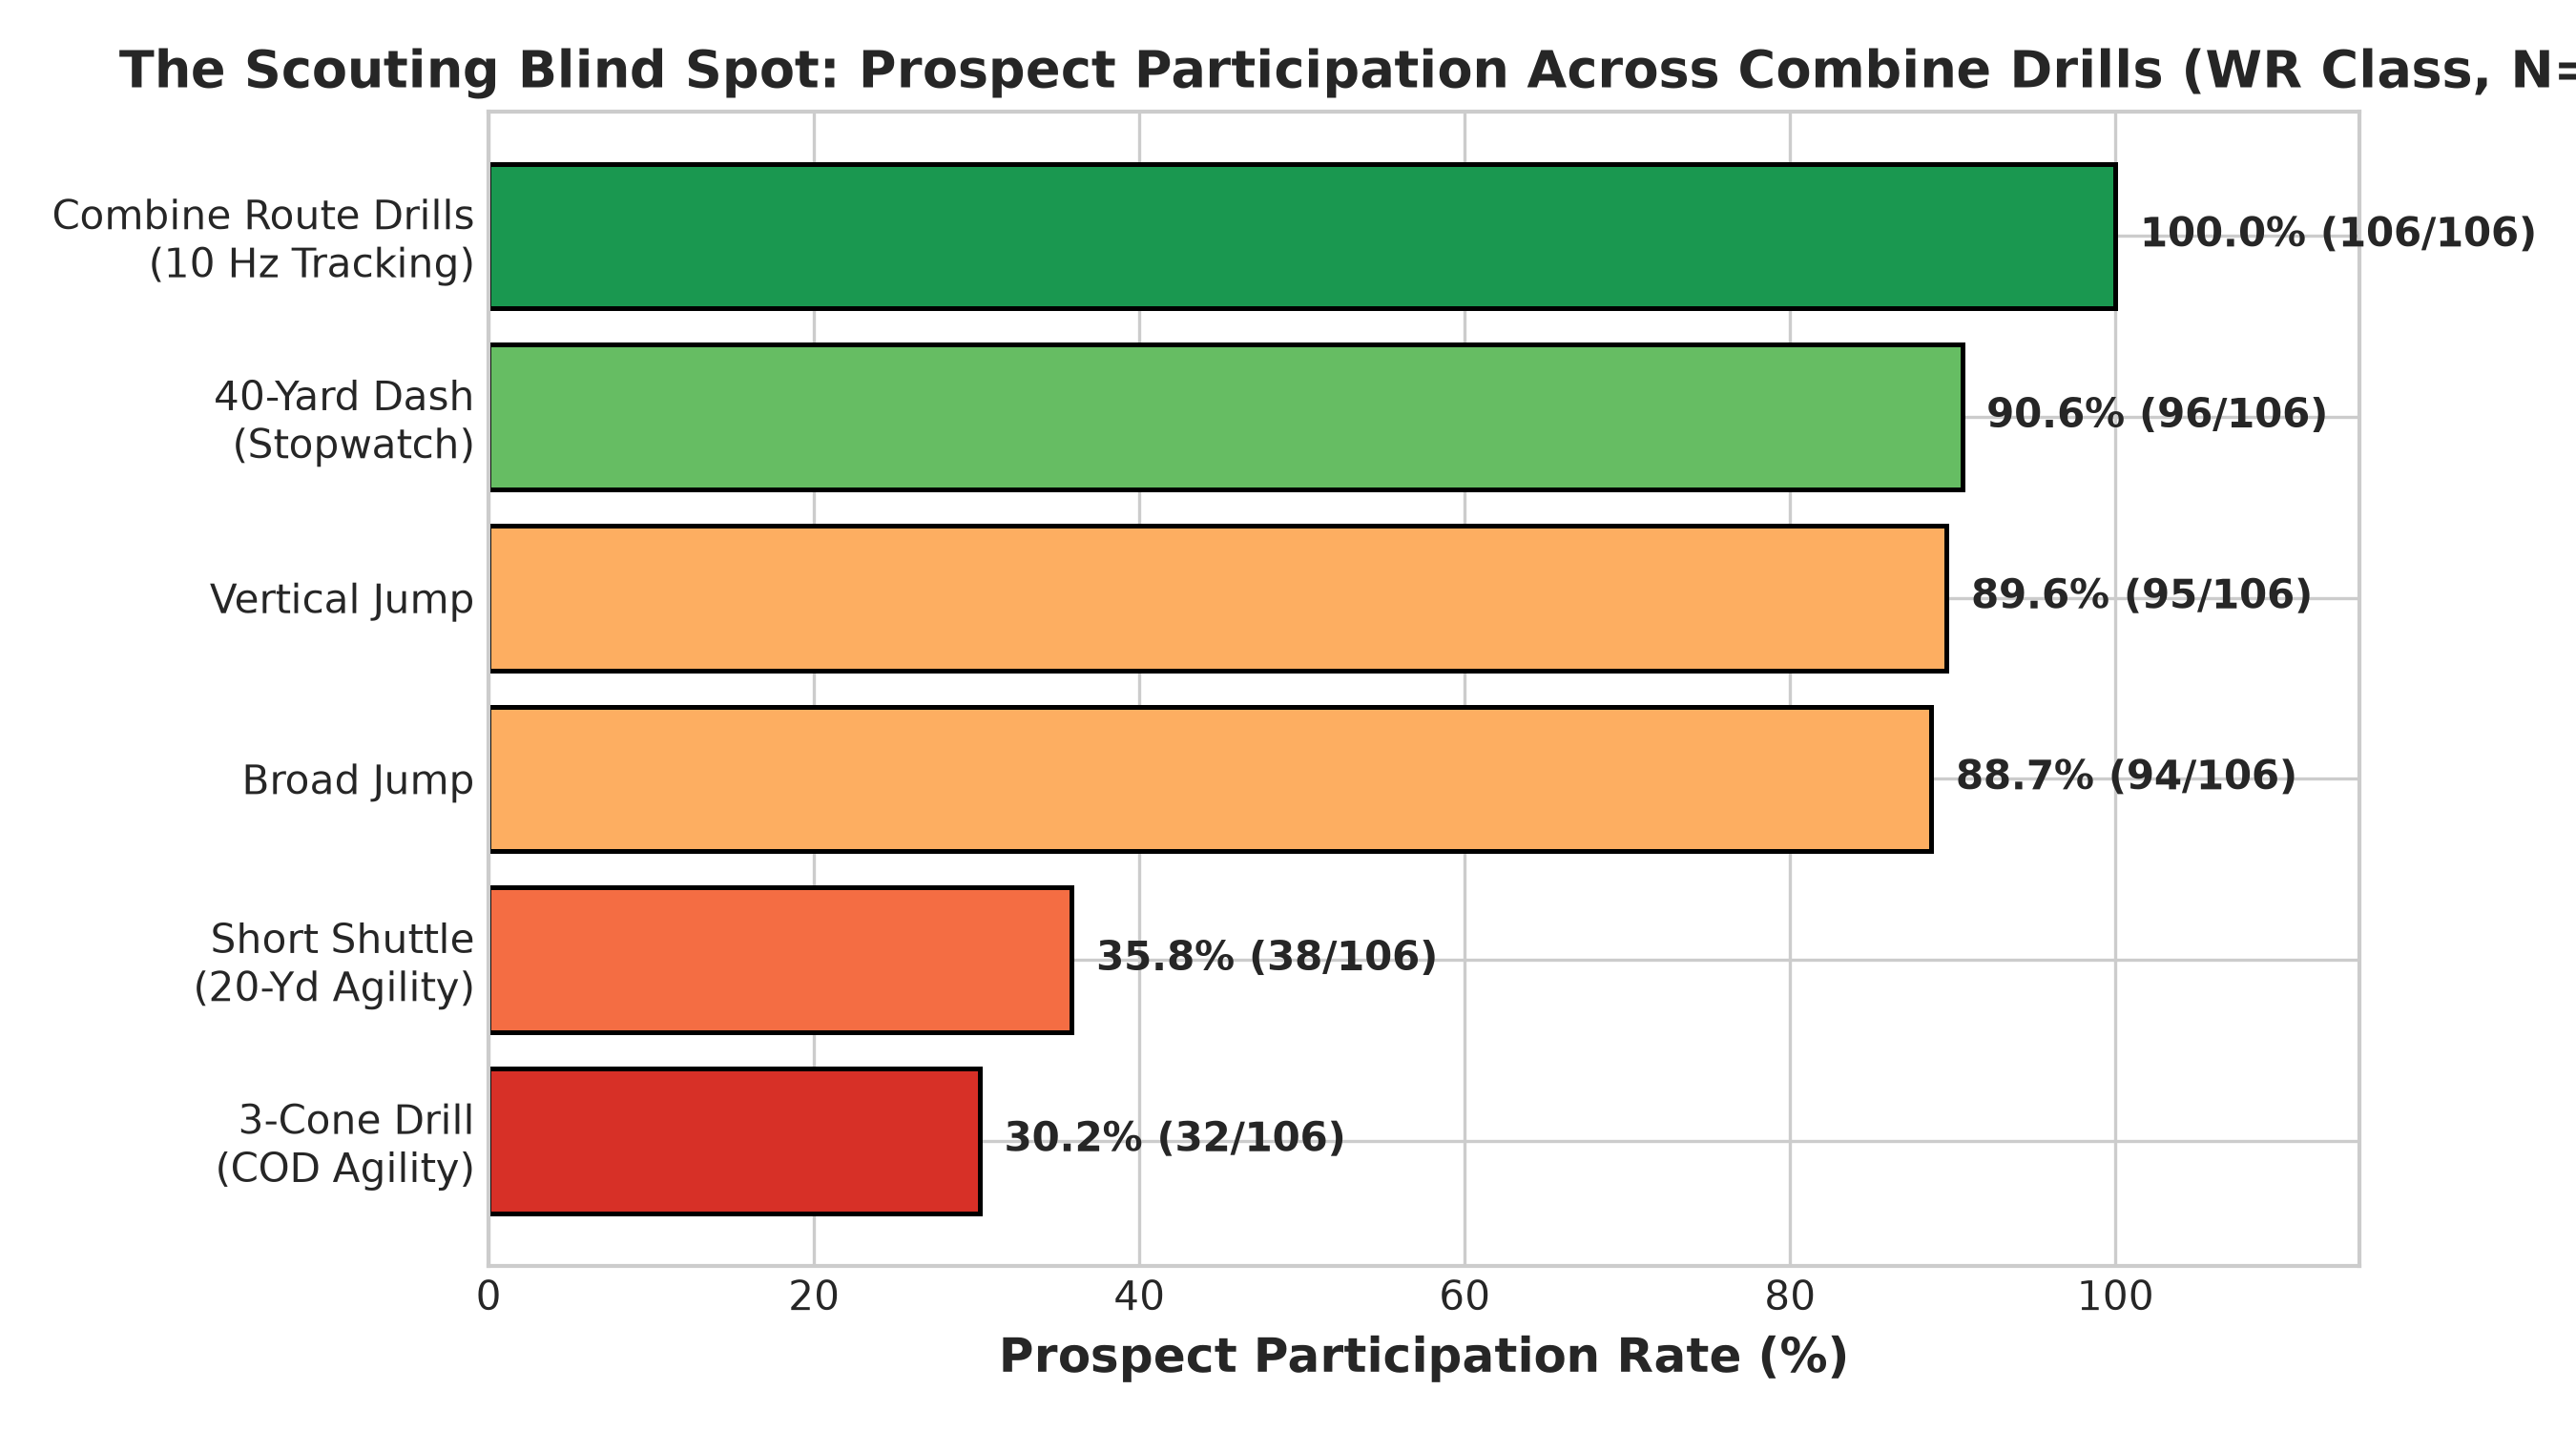 The Scouting Blind Spot: Prospect Participation Across Combine Drills (WR Class, N=
Combine Route Drills
(10 Hz Tracking)
100.0% (106/106)
40-Yard Dash
(Stopwatch)
90.6% (96/106)
Vertical Jump
89.6% (95/106)
Broad Jump
88.7% (94/106)
Short Shuttle
(20-Yd Agility)
35.8% (38/106)
3-Cone Drill
(COD Agility)
30.2% (32/106)
0 20 40 60 80 100
Prospect Participation Rate (%)